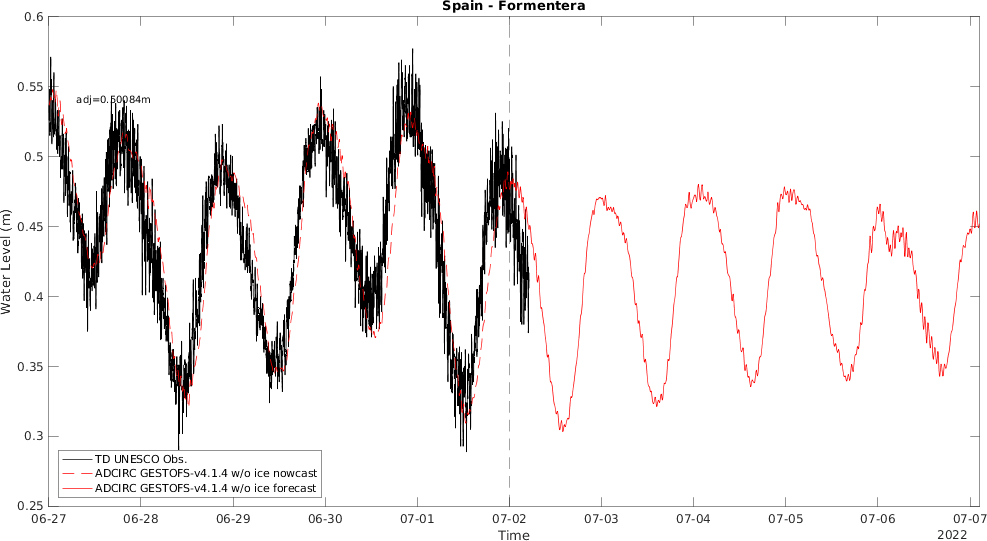 Spain - Formentera
0.6
0.55
0.5
0.45
0.4
0.35
0.3
0.25
Water Level (m)
adj=0.50084m
TD UNESCO Obs.
ADCIRC GESTOFS-v4.1.4 w/o ice nowcast
ADCIRC GESTOFS-v4.1.4 w/o ice forecast
06-27 06-28 06-29 06-30 07-01 07-02 07-03 07-04 07-05 07-06 07-07
Time
2022